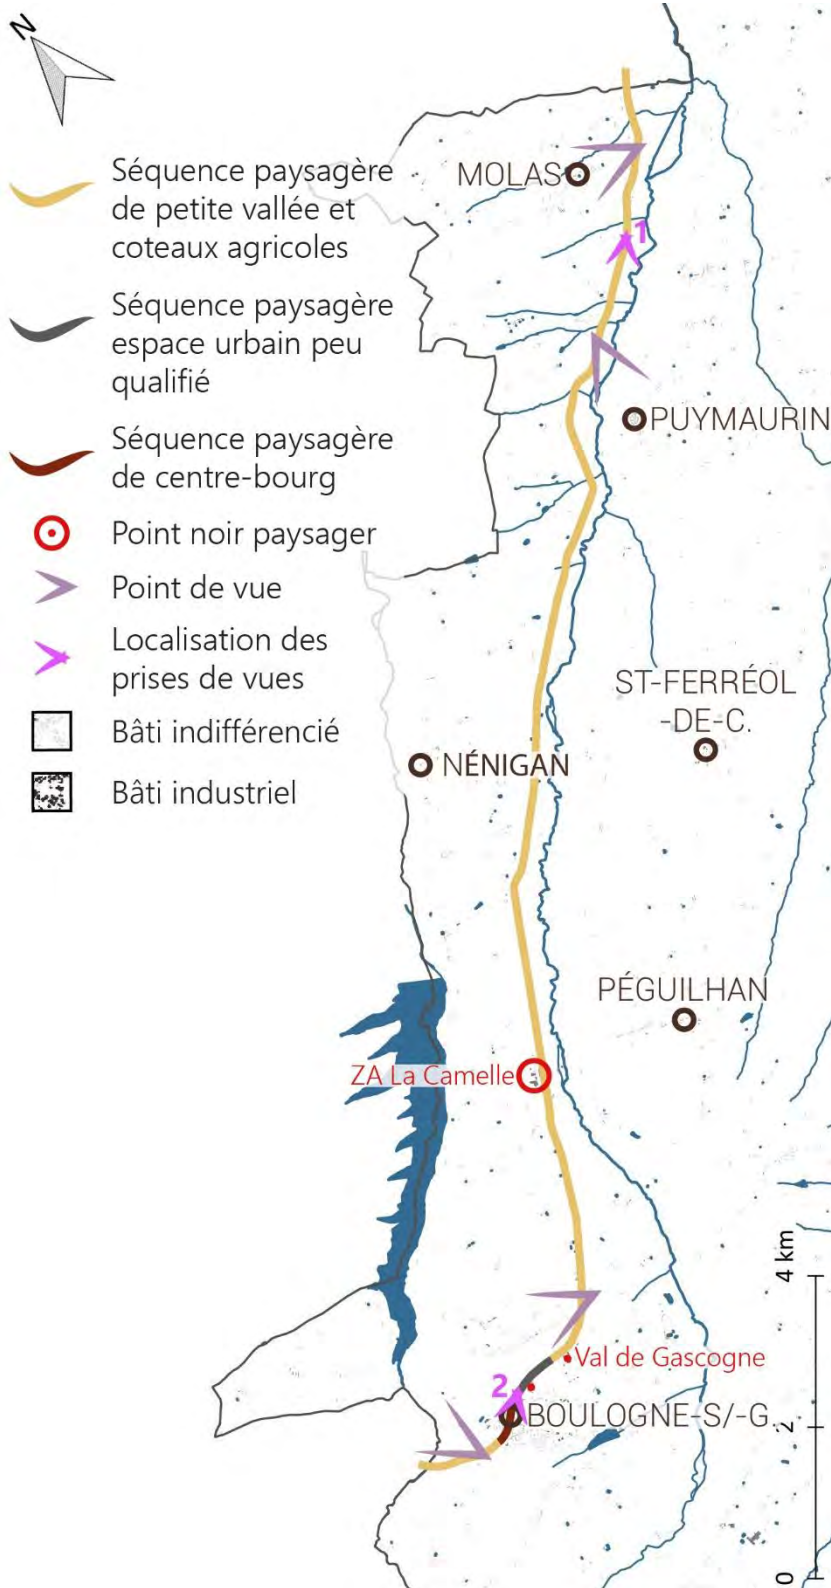 N
Séquence paysagère
de petite vallée et
coteaux agricoles
Séquence paysagère
espace urbain peu
qualifié
Séquence paysagère
de centre-bourg
Point noir paysager
Point de vue
Localisation des
prises de vues
Bâti indifférencié
Bâti industriel
MOLAS
1
PUYMAURIN
ST-FERRÉOL
-DE-C.
NÉNIGAN
PÉGUILHAN
ZA La Camelle
4 km
Val de Gascogne
2
BOULOGNE-S/-G.
2
0